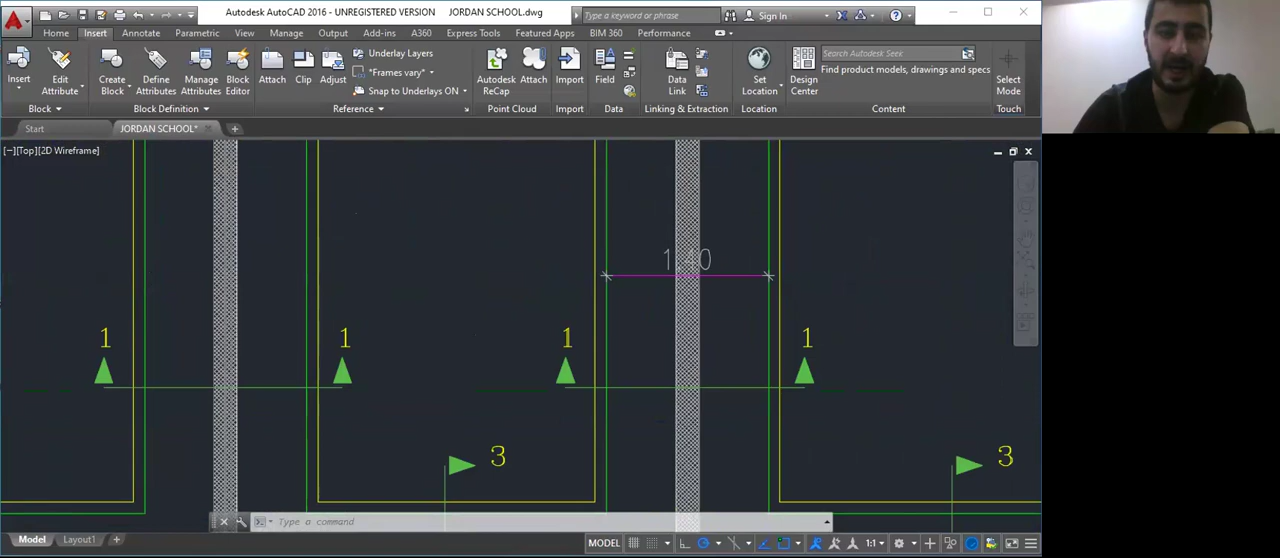 Autodesk AutoCAD 2016 - UNREGISTERED VERSION JORDAN SCHOOL.dwg
Type a keyword or phrase
Sign In
Home Insert Annotate Parametric View Manage Output Add-ins A360 Express Tools Featured Apps BIM 360 Performance
Insert
Edit Attribute
Create Block
Define Attributes
Manage Attributes
Block Editor
Attach
Clip
Adjust
Underlay Layers
*Frames vary*
Snap to Underlays ON
Autodesk ReCap
Attach
Import
Field
Data Link
Set Location
Design Center
Autodesk Seek
Find product models, drawings and specs
Select Mode
Block Block Definition Reference Point Cloud Import Data Linking & Extraction Location Content Touch
Start JORDAN SCHOOL*
[−][Top][2D Wireframe]
1.40
1 1 1 1
3 3
Type a command
Model Layout1
MODEL 1:1